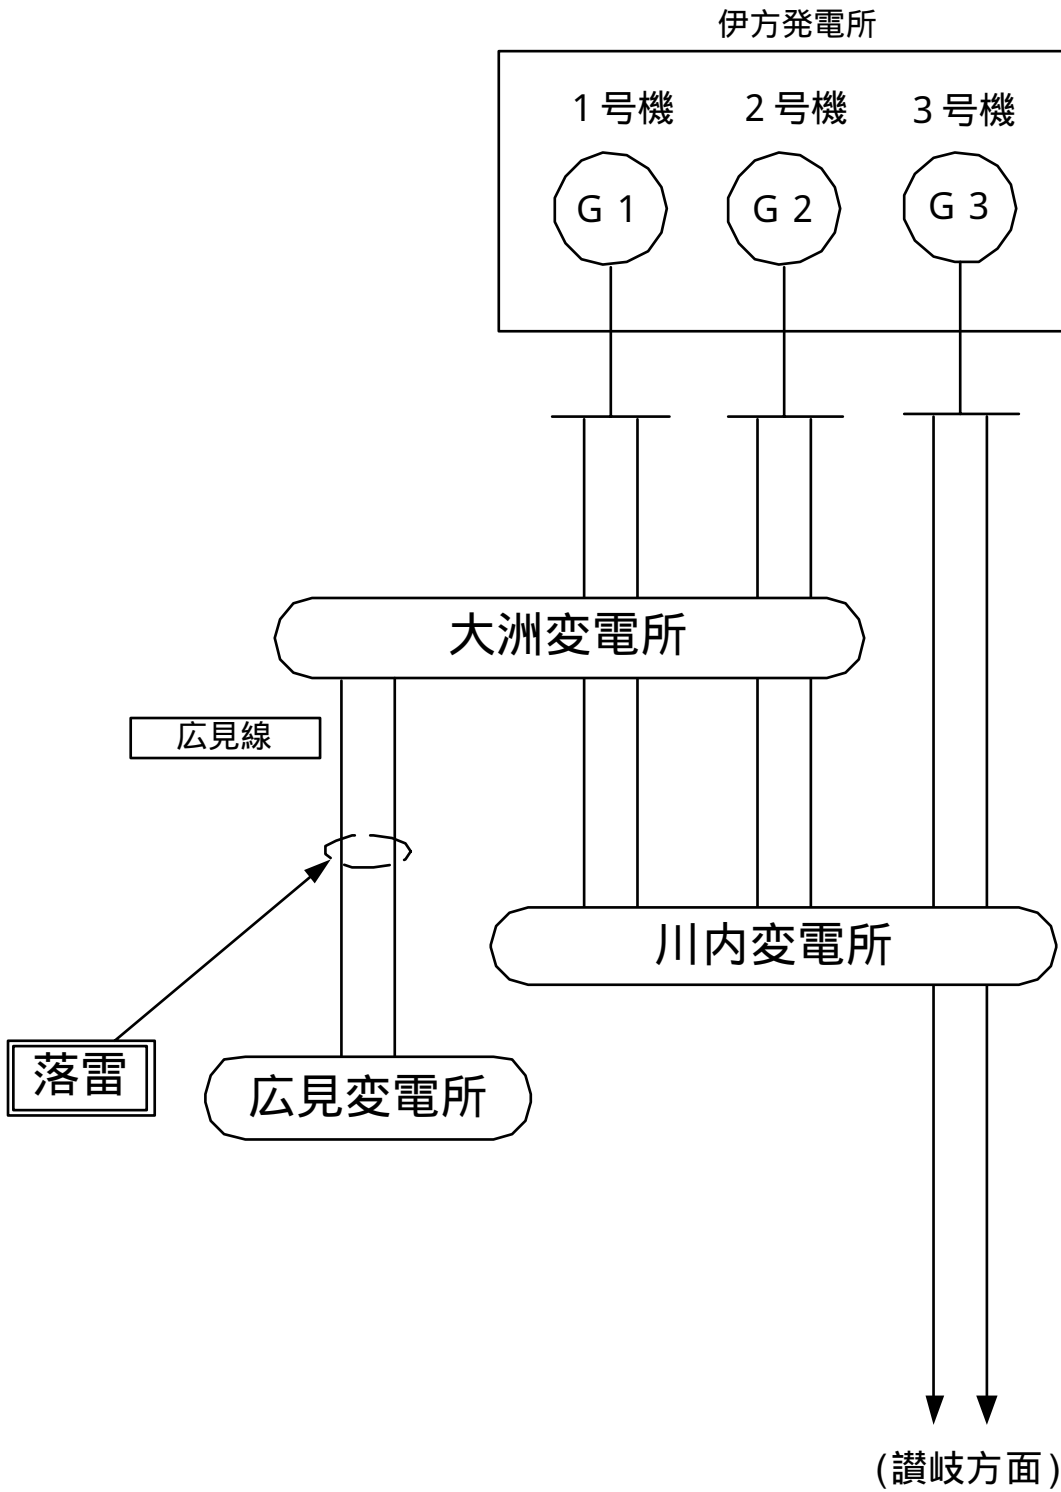 伊方発電所
1号機 2号機 3号機
G 1 G 2 G 3
大洲変電所
広見線
川内変電所
落雷
広見変電所
(讃岐方面)